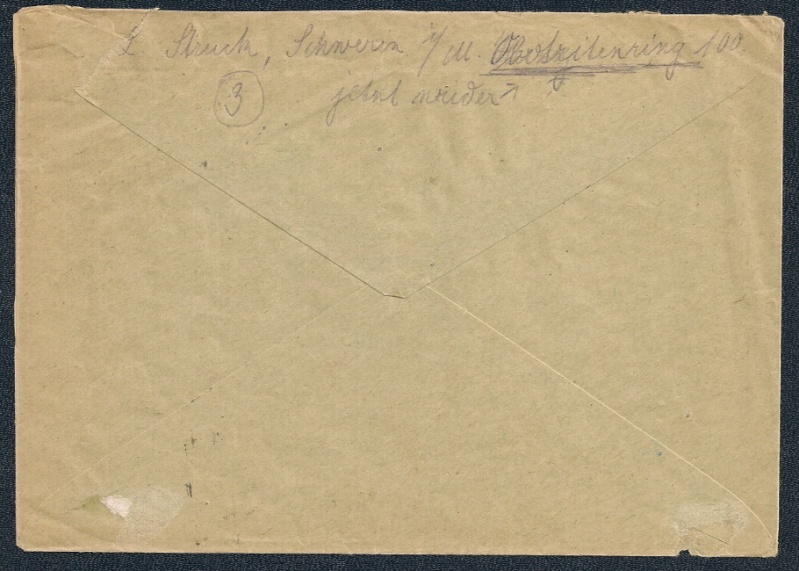 L Struck, Schwerin i/M. Obotritenring 100.
③ jetzt wieder ↗